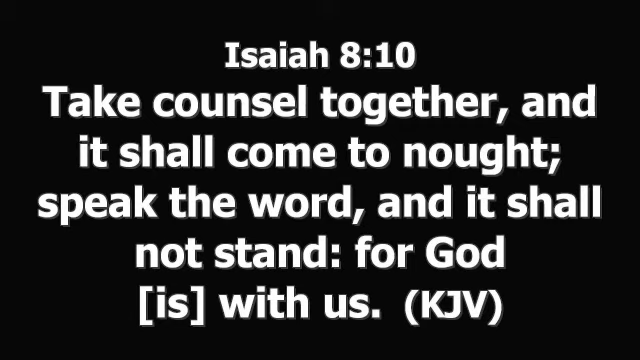 Isaiah 8:10
Take counsel together, and
it shall come to nought;
speak the word, and it shall
not stand: for God
[is] with us.  (KJV)